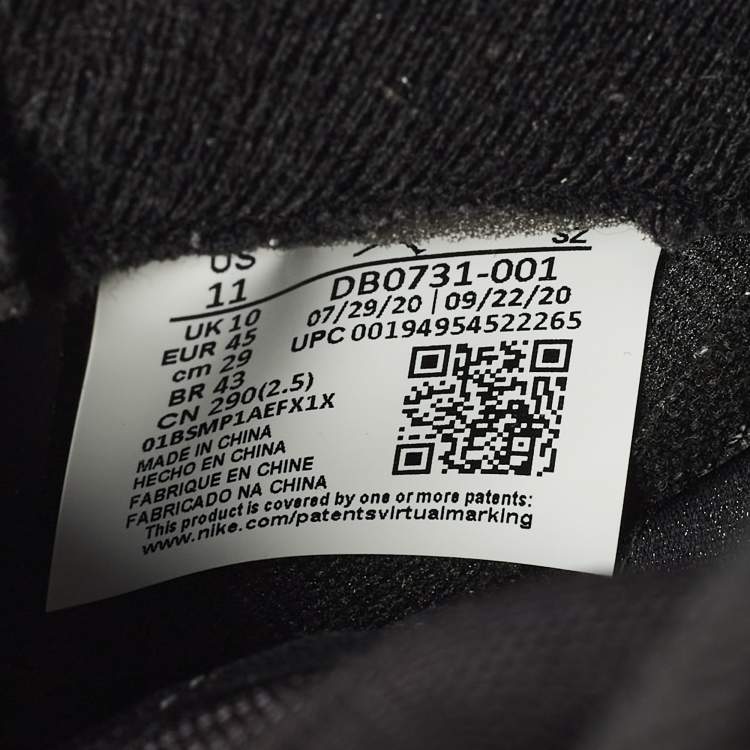 US
11
UK 10
EUR 45
cm 29
BR 43
CN 290(2.5)
01BSMP1AEFX1X
MADE IN CHINA
HECHO EN CHINA
FABRIQUE EN CHINE
FABRICADO NA CHINA
This product is covered by one or more patents:
www.nike.com/patentsvirtualmarking
S2
DB0731-001
07/29/20 | 09/22/20
UPC 00194954522265